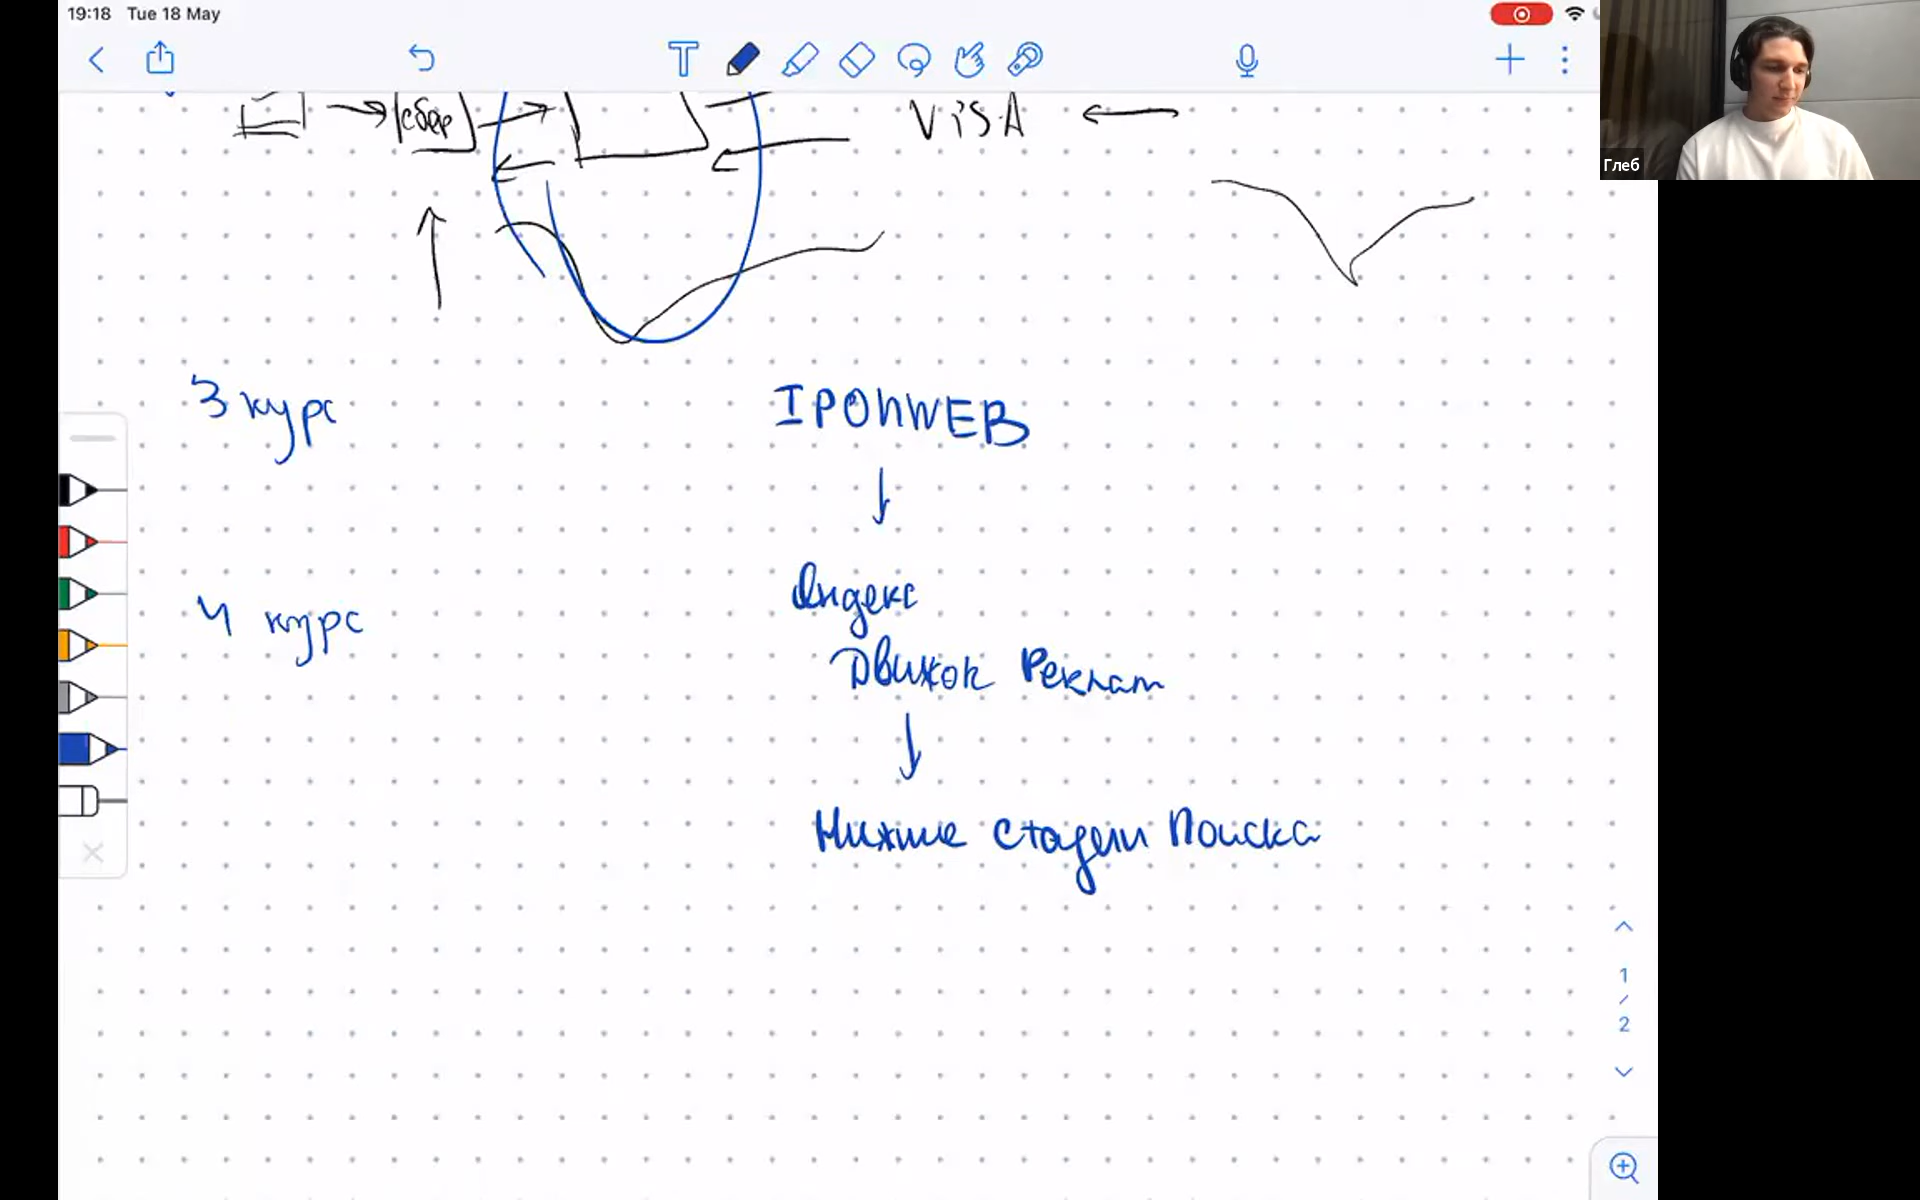 19:18 Tue 18 May
Глеб
сбер
VISA
3 курс
IPONWEB
Яндекс
4 курс
Движок Реклам
Нижние стадии Поиска
1
/
2